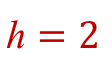 h = 2